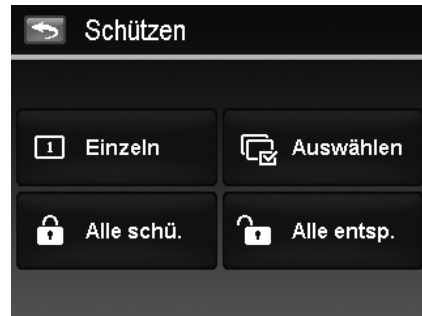 Schützen
1 Einzeln
Auswählen
Alle schü.
Alle entsp.